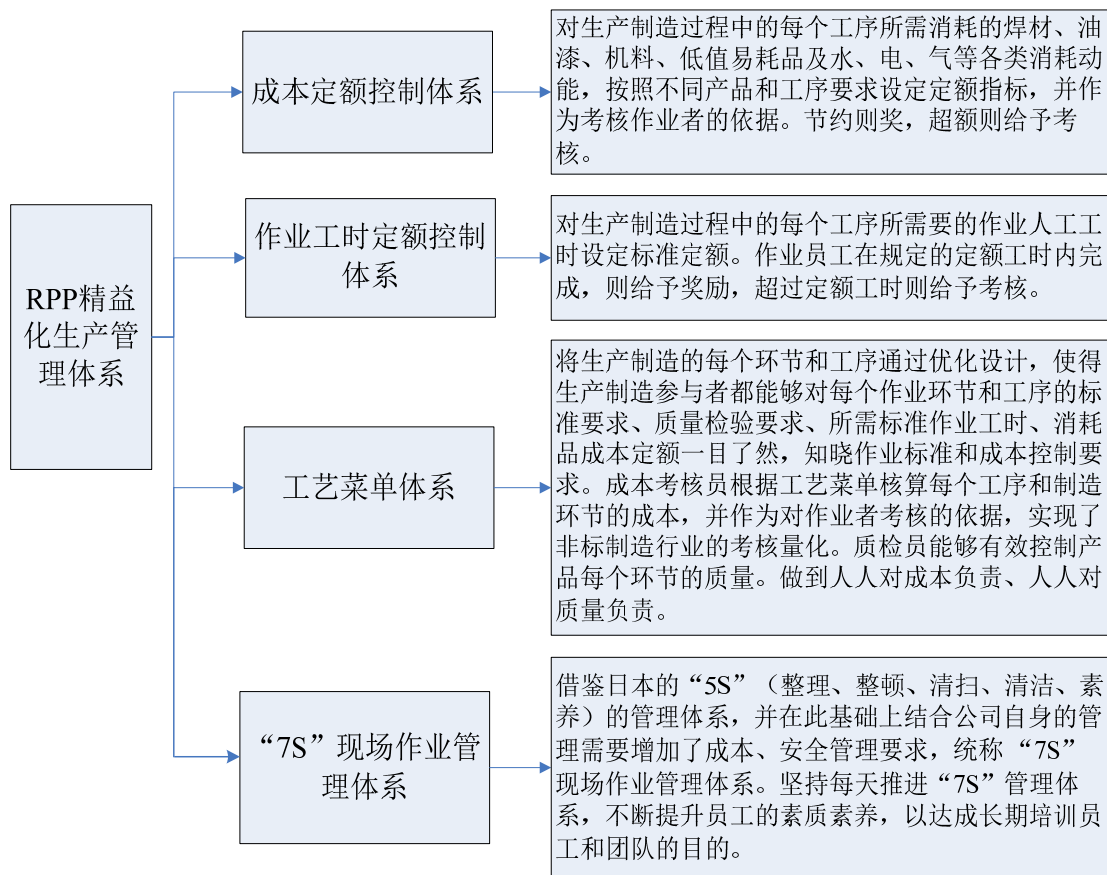 RPP精益
化生产管
理体系
成本定额控制体系
对生产制造过程中的每个工序所需消耗的焊材、油
漆、机料、低值易耗品及水、电、气等各类消耗动
能，按照不同产品和工序要求设定定额指标，并作
为考核作业者的依据。节约则奖，超额则给予考
核。
作业工时定额控制
体系
对生产制造过程中的每个工序所需要的作业人工工
时设定标准定额。作业员工在规定的定额工时内完
成，则给予奖励，超过定额工时则给予考核。
工艺菜单体系
将生产制造的每个环节和工序通过优化设计，使得
生产制造参与者都能够对每个作业环节和工序的标
准要求、质量检验要求、所需标准作业工时、消耗
品成本定额一目了然，知晓作业标准和成本控制要
求。成本考核员根据工艺菜单核算每个工序和制造
环节的成本，并作为对作业者考核的依据，实现了
非标制造行业的考核量化。质检员能够有效控制产
品每个环节的质量。做到人人对成本负责、人人对
质量负责。
“7S”现场作业管
理体系
借鉴日本的“5S”（整理、整顿、清扫、清洁、素
养）的管理体系，并在此基础上结合公司自身的管
理需要增加了成本、安全管理要求，统称 “7S”
现场作业管理体系。坚持每天推进“7S”管理体
系，不断提升员工的素质素养，以达成长期培训员
工和团队的目的。